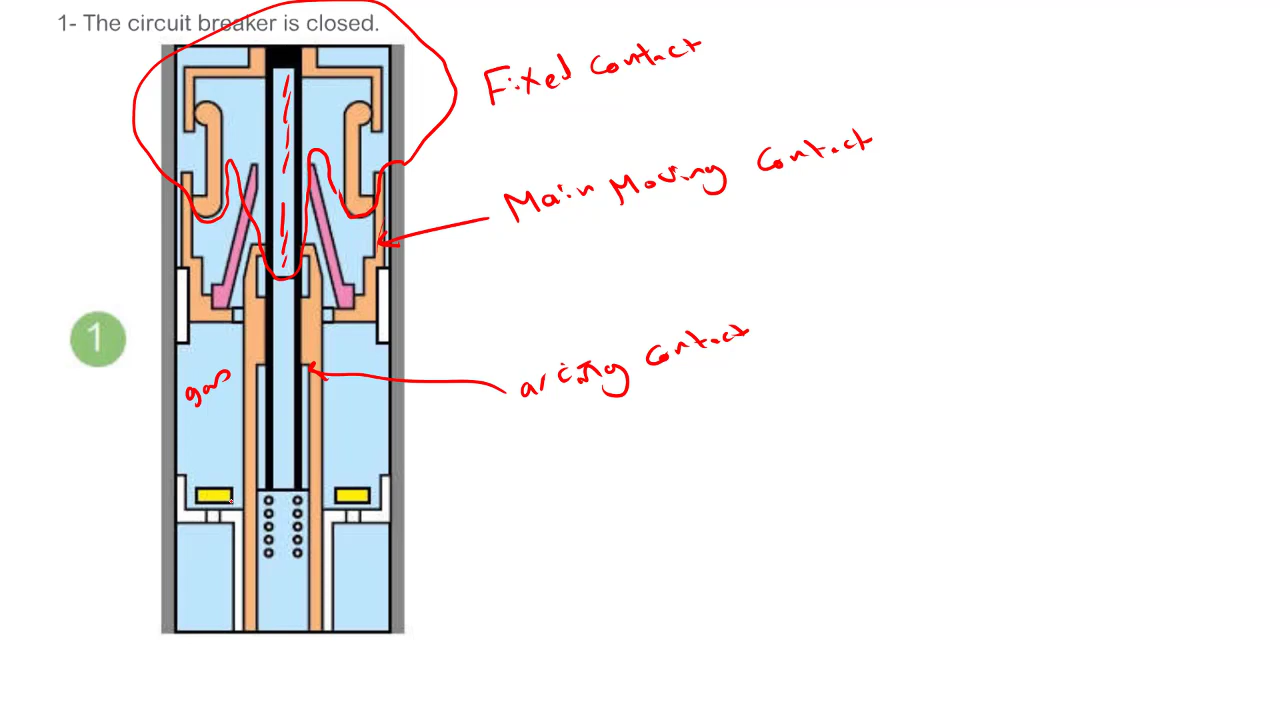 1- The circuit breaker is closed.
Fixed contact
Main Moving Contact
1
arcing contact
gas